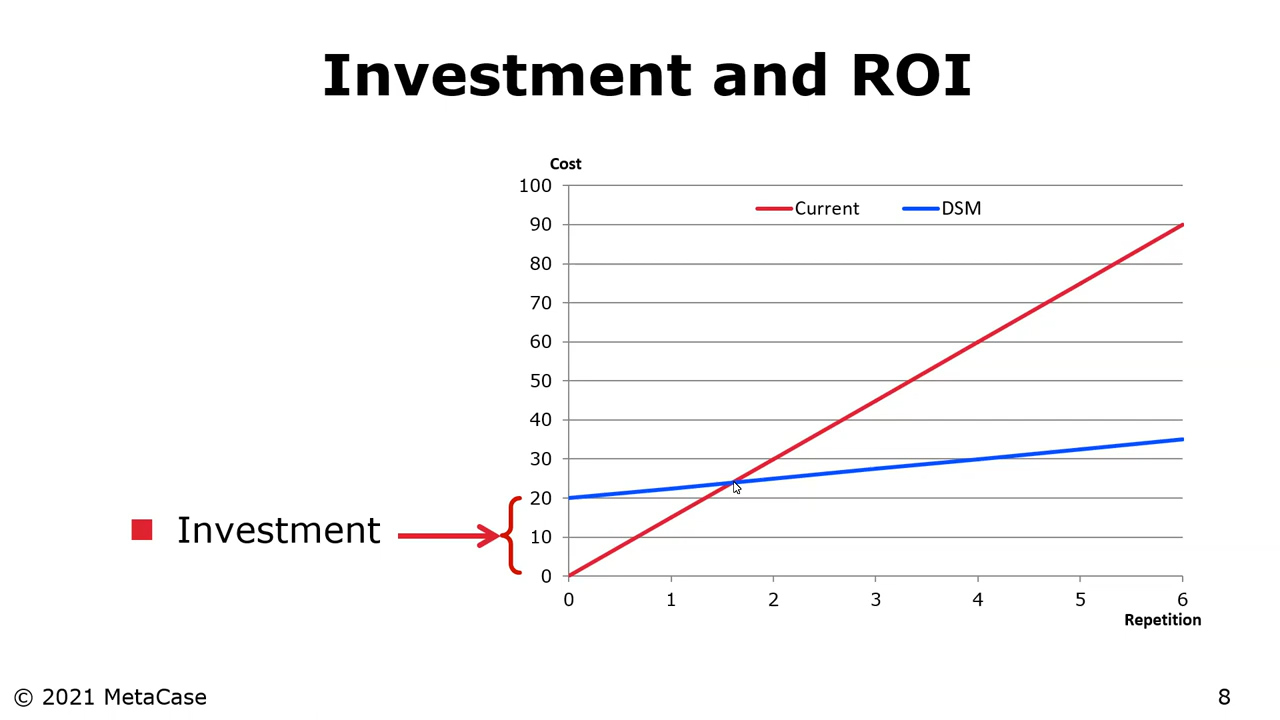 Investment and ROI
Cost
100
Current
DSM
90
80
70
60
50
40
30
20
10
0
Investment
0 1 2 3 4 5 6
Repetition
© 2021 MetaCase
8